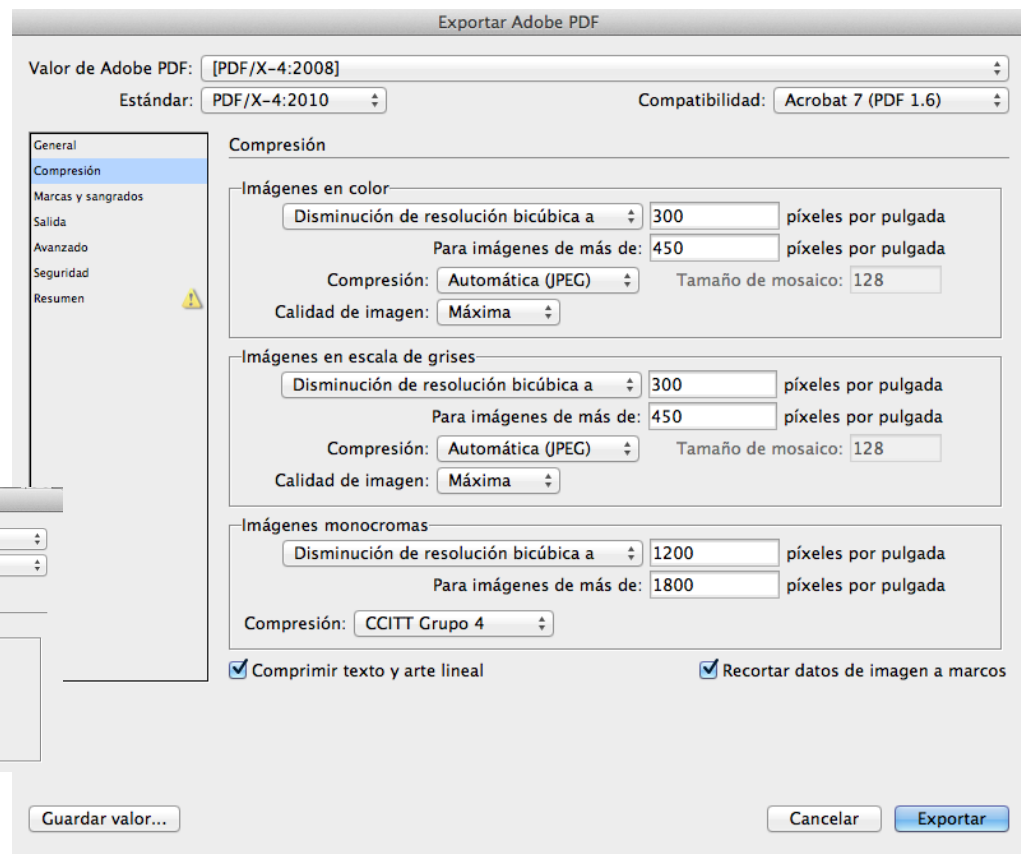 Exportar Adobe PDF
Valor de Adobe PDF: [PDF/X-4:2008]
Estándar: PDF/X-4:2010 Compatibilidad: Acrobat 7 (PDF 1.6)
General
Compresión
Marcas y sangrados
Salida
Avanzado
Seguridad
Resumen
Compresión
Imágenes en color
Disminución de resolución bicúbica a 300 píxeles por pulgada
Para imágenes de más de: 450 píxeles por pulgada
Compresión: Automática (JPEG) Tamaño de mosaico: 128
Calidad de imagen: Máxima
Imágenes en escala de grises
Disminución de resolución bicúbica a 300 píxeles por pulgada
Para imágenes de más de: 450 píxeles por pulgada
Compresión: Automática (JPEG) Tamaño de mosaico: 128
Calidad de imagen: Máxima
Imágenes monocromas
Disminución de resolución bicúbica a 1200 píxeles por pulgada
Para imágenes de más de: 1800 píxeles por pulgada
Compresión: CCITT Grupo 4
Comprimir texto y arte lineal Recortar datos de imagen a marcos
Guardar valor... Cancelar Exportar